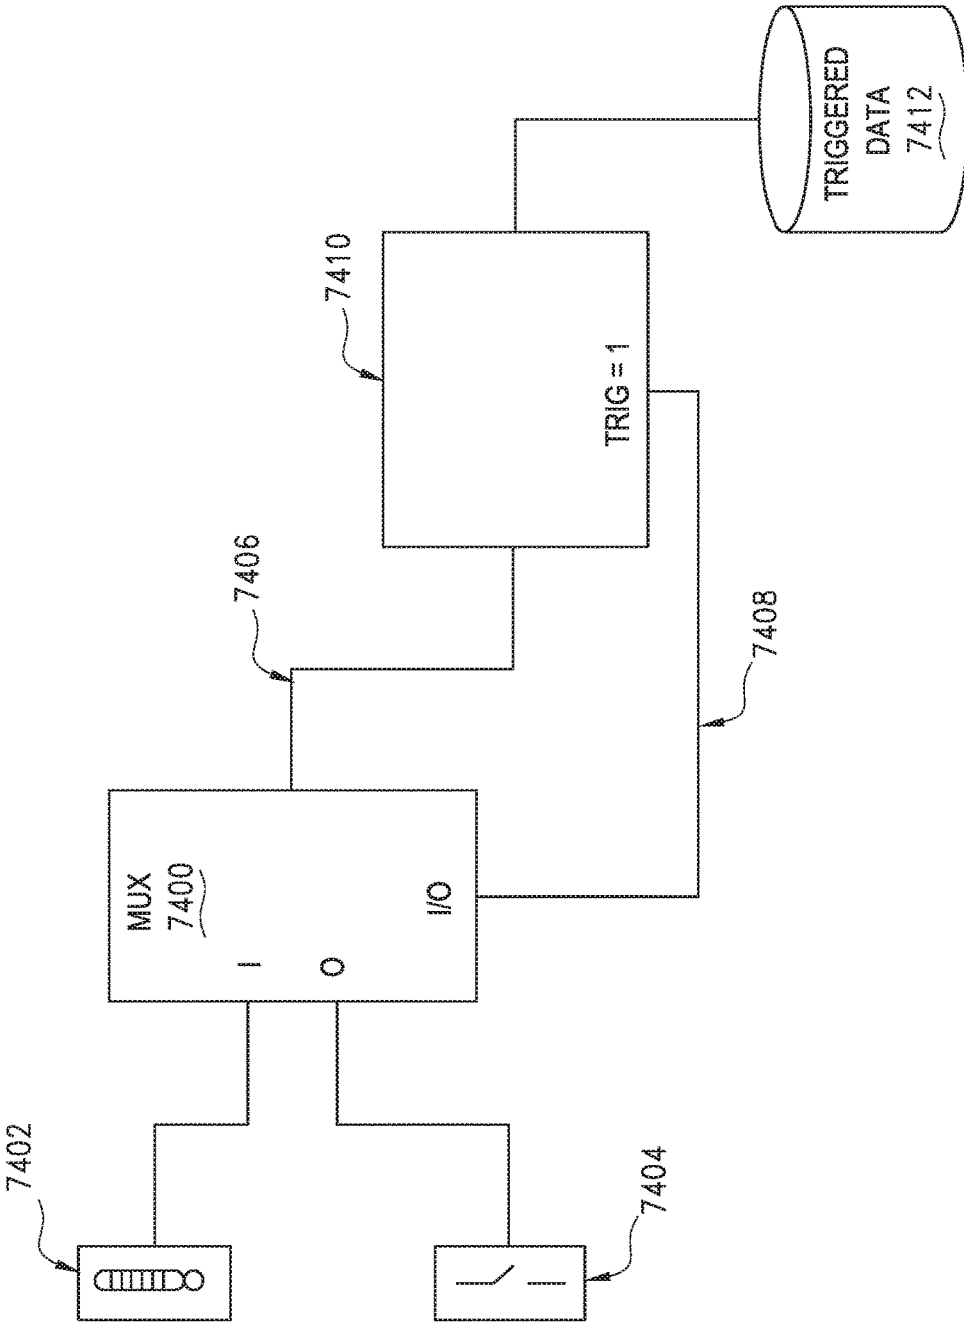 7402
7404
MUX
7400
I
O
I/O
7406
7408
7410
TRIG = 1
TRIGGERED
DATA
7412